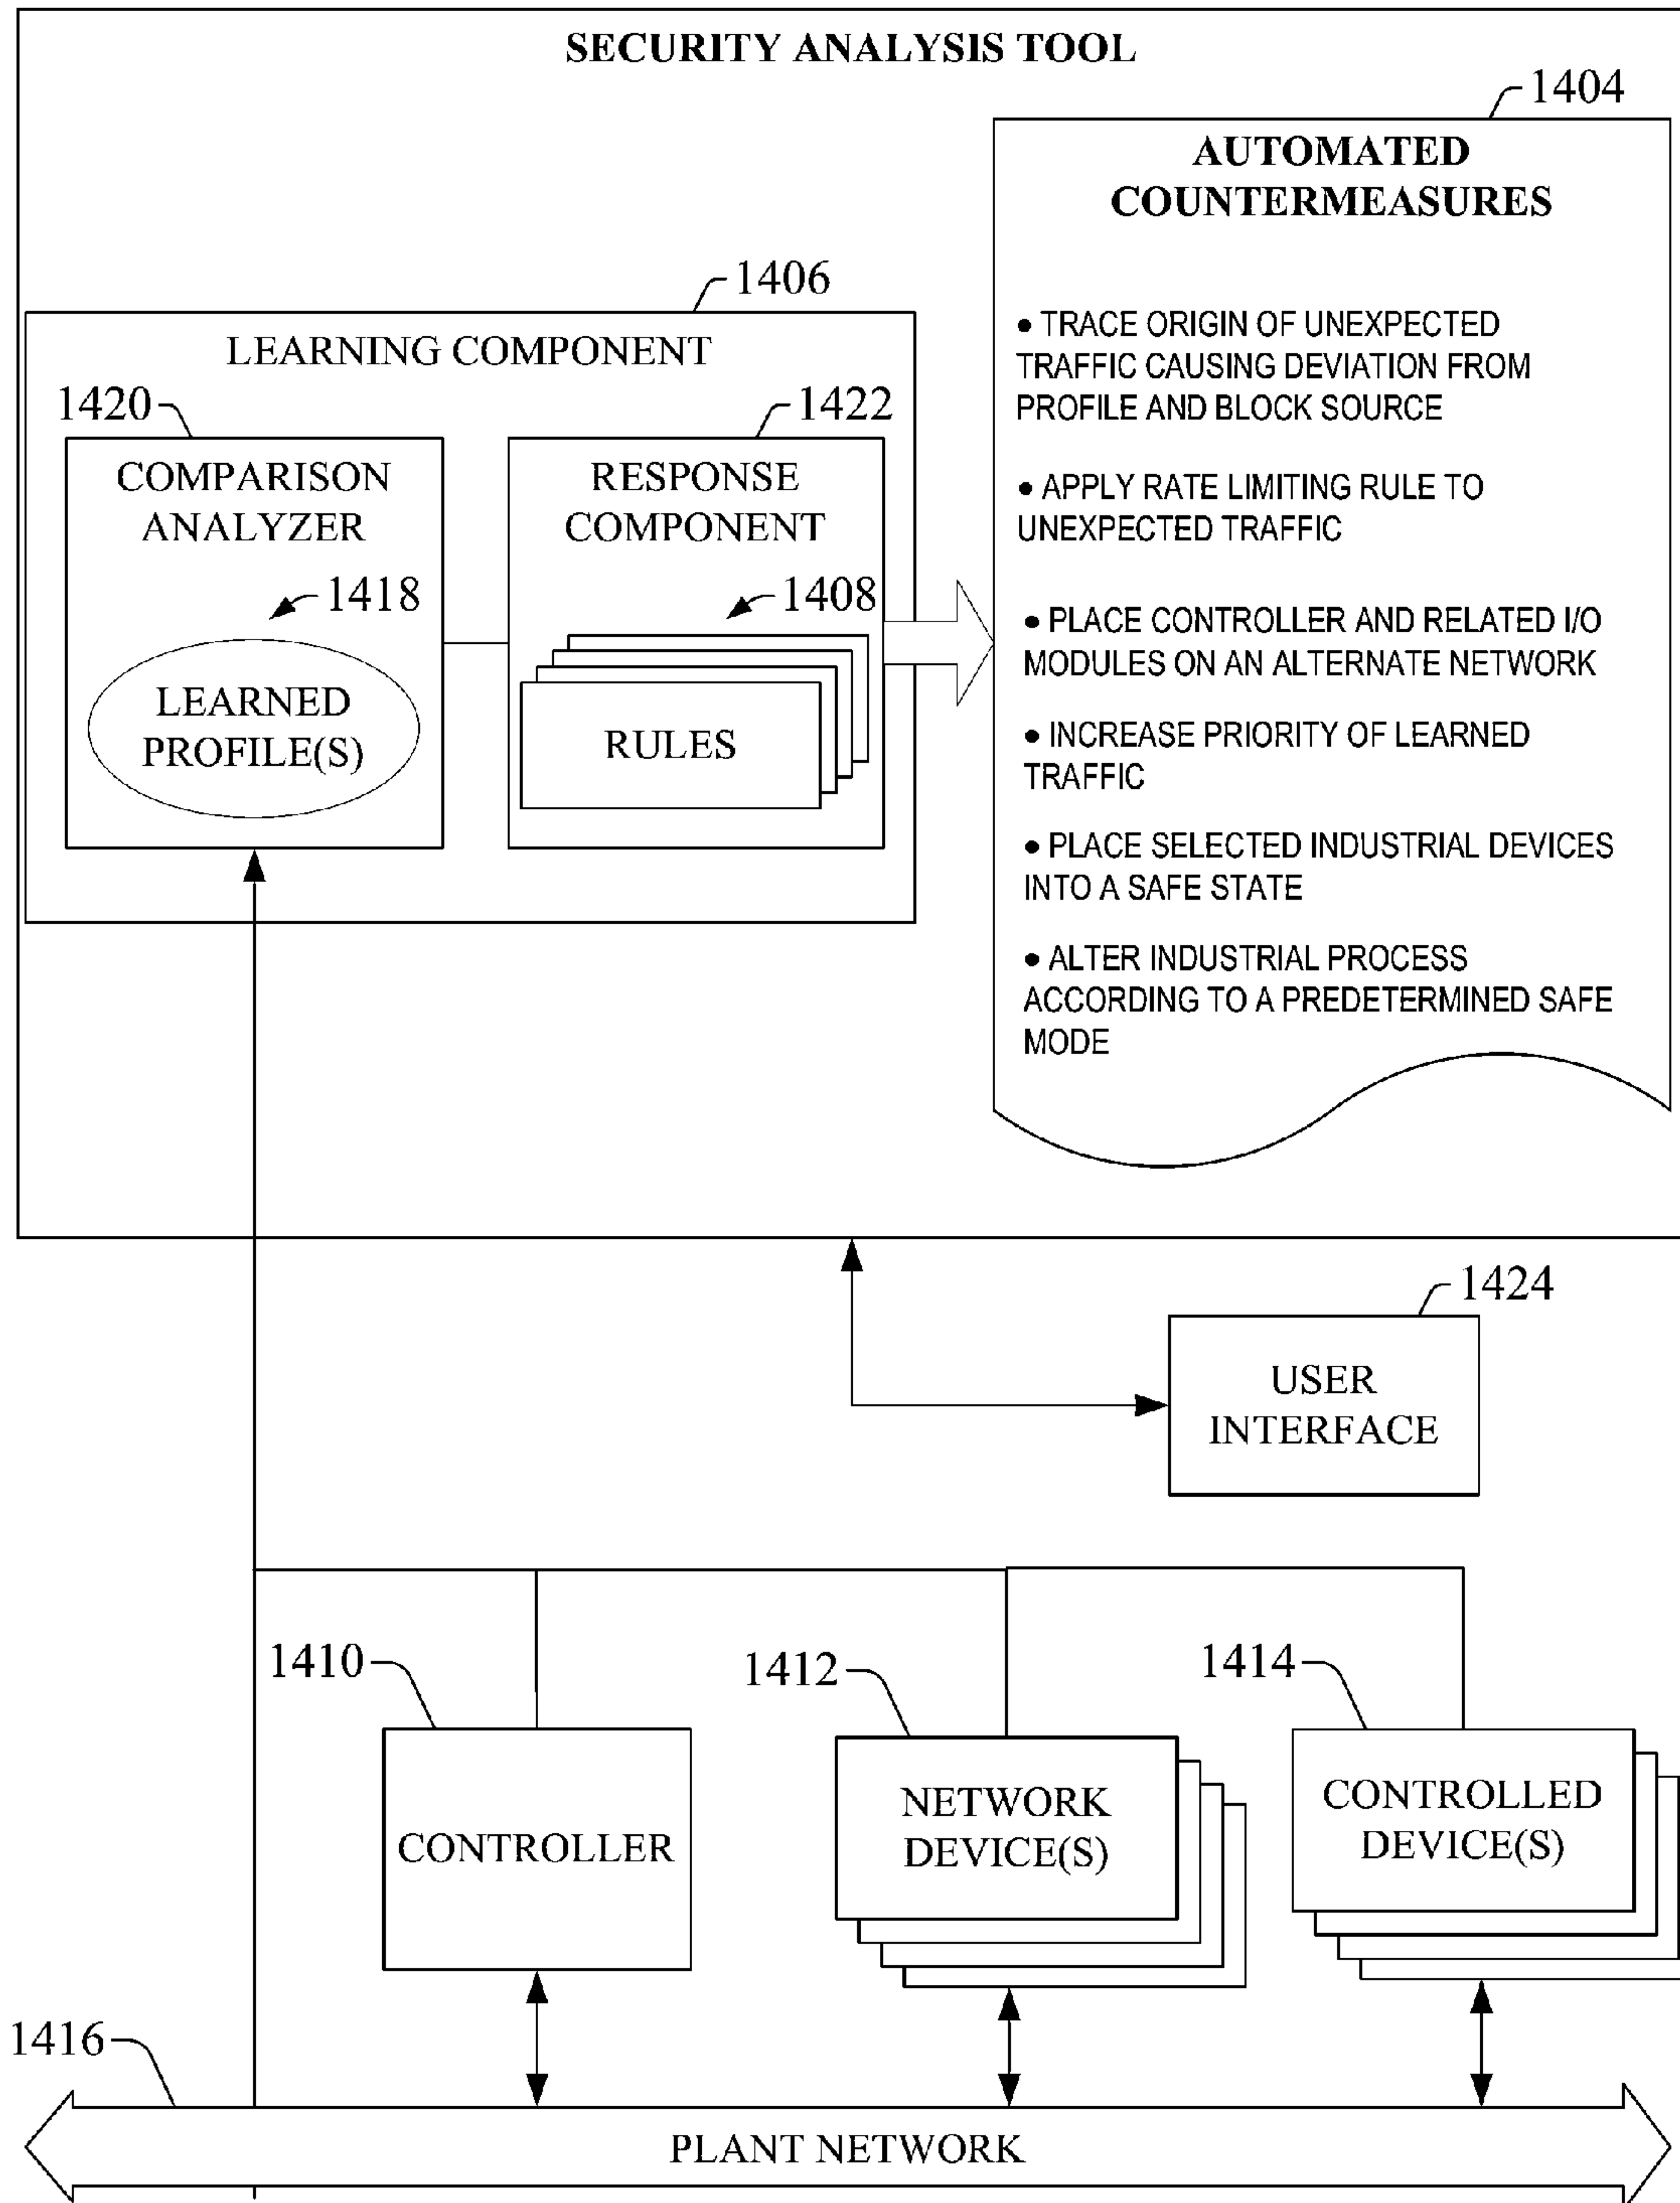 SECURITY ANALYSIS TOOL
1404
AUTOMATED
COUNTERMEASURES
• TRACE ORIGIN OF UNEXPECTED
TRAFFIC CAUSING DEVIATION FROM
PROFILE AND BLOCK SOURCE
• APPLY RATE LIMITING RULE TO
UNEXPECTED TRAFFIC
• PLACE CONTROLLER AND RELATED I/O
MODULES ON AN ALTERNATE NETWORK
• INCREASE PRIORITY OF LEARNED
TRAFFIC
• PLACE SELECTED INDUSTRIAL DEVICES
INTO A SAFE STATE
• ALTER INDUSTRIAL PROCESS
ACCORDING TO A PREDETERMINED SAFE
MODE
1406
LEARNING COMPONENT
1420
COMPARISON
ANALYZER
1418
LEARNED
PROFILE(S)
1422
RESPONSE
COMPONENT
1408
RULES
1424
USER
INTERFACE
1410
CONTROLLER
1412
NETWORK
DEVICE(S)
1414
CONTROLLED
DEVICE(S)
1416
PLANT NETWORK